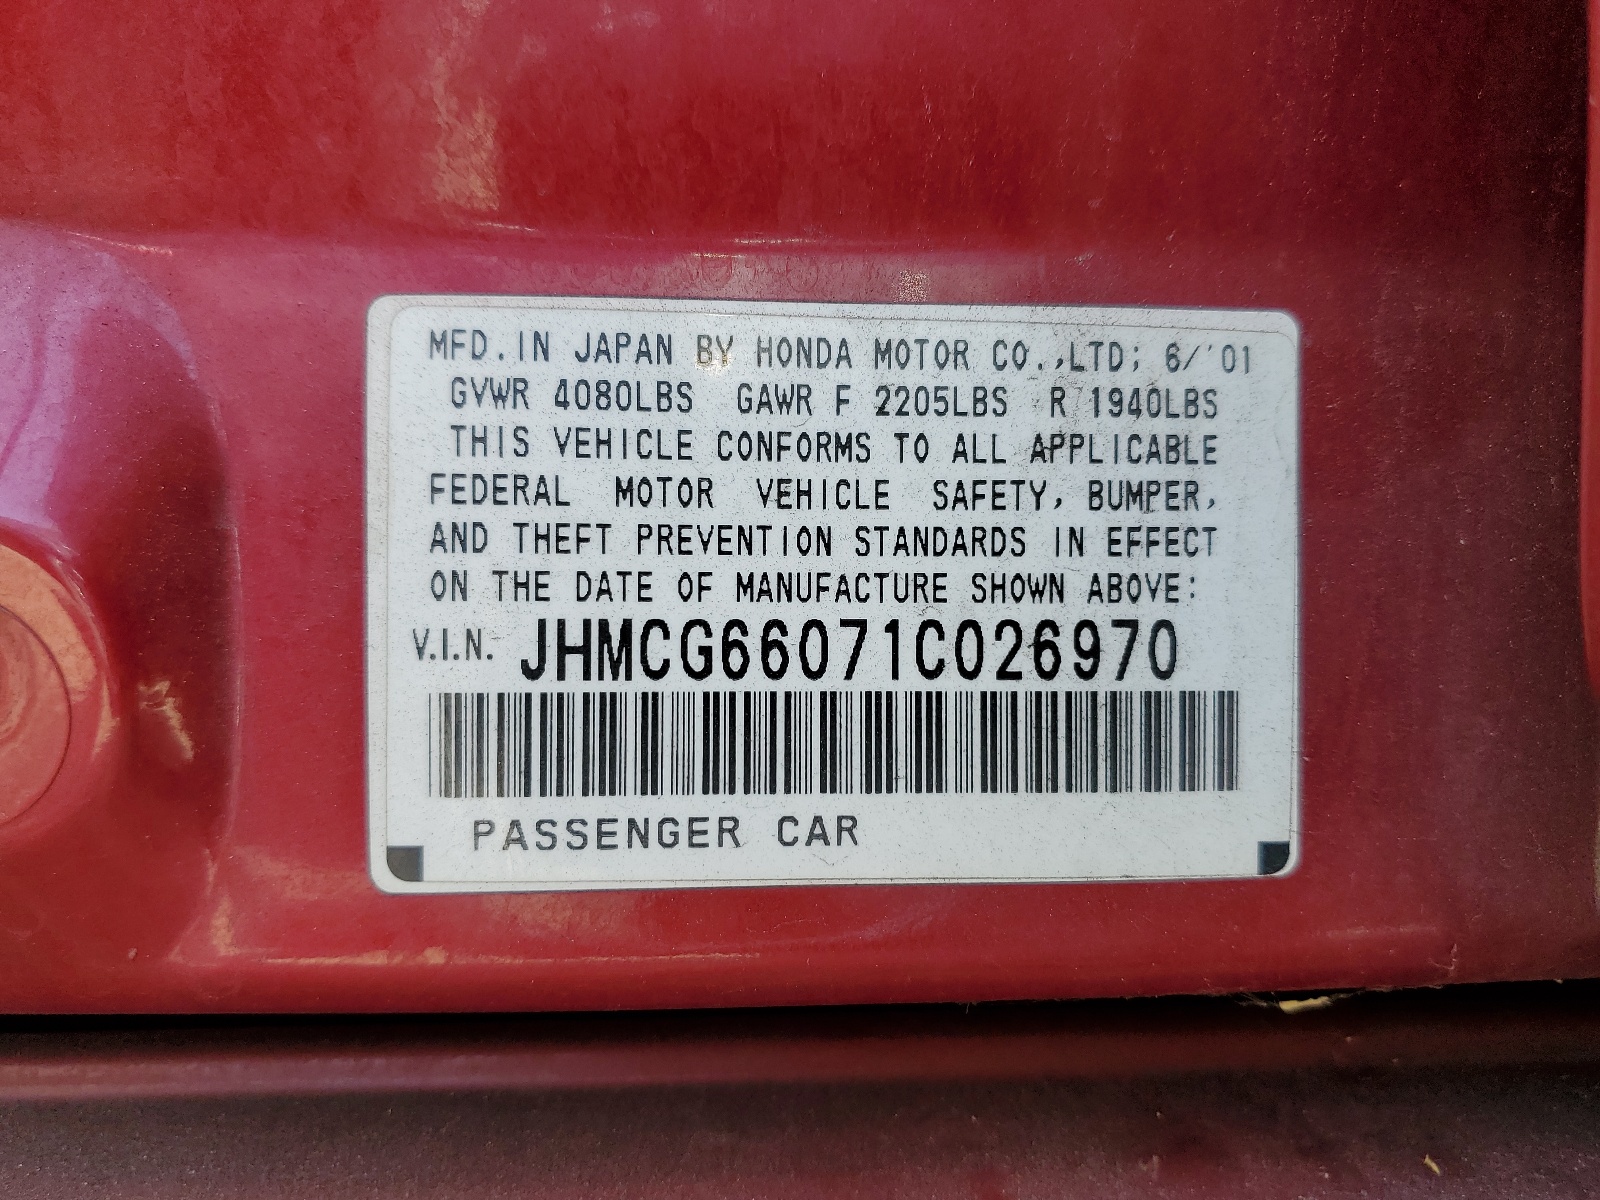 MFD. IN JAPAN BY HONDA MOTOR CO.,LTD; 6/'01
GVWR 4080LBS GAWR F 2205LBS R 1940LBS
THIS VEHICLE CONFORMS TO ALL APPLICABLE
FEDERAL MOTOR VEHICLE SAFETY, BUMPER,
AND THEFT PREVENTION STANDARDS IN EFFECT
ON THE DATE OF MANUFACTURE SHOWN ABOVE:
V.I.N. JHMCG66071C026970
PASSENGER CAR